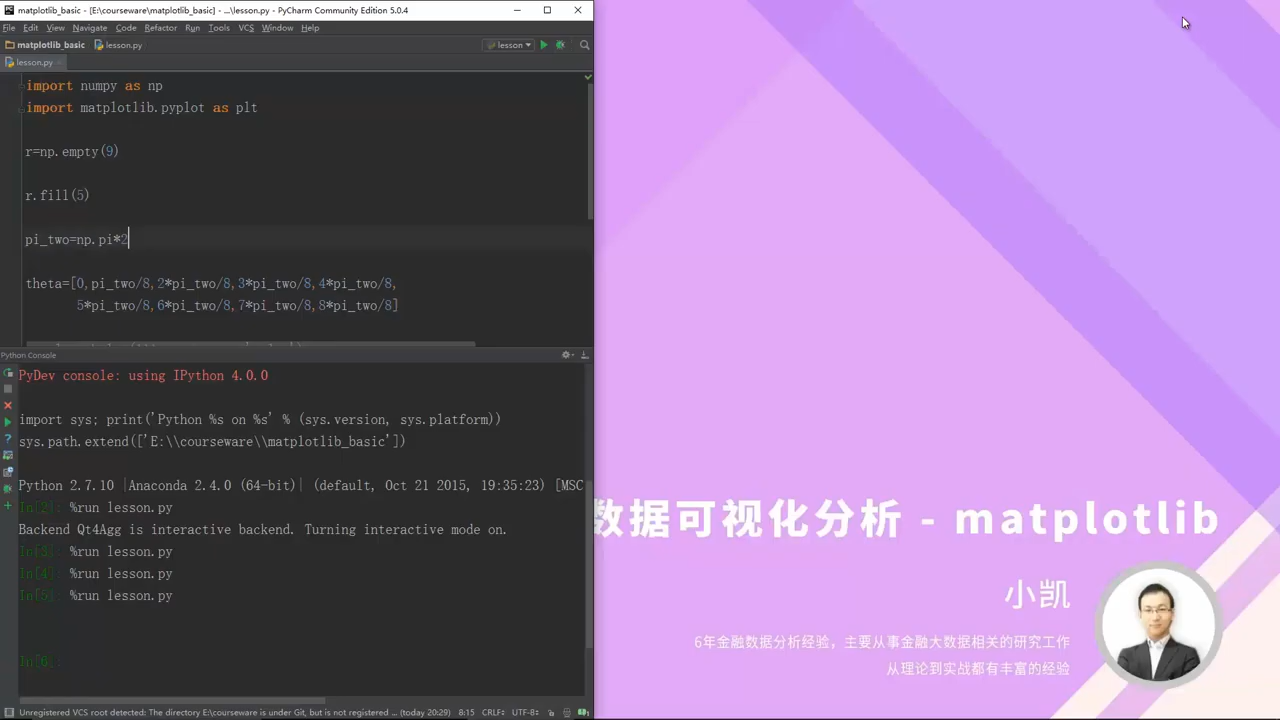 matplotlib_basic - [E:\courseware\matplotlib_basic] - ...\lesson.py - PyCharm Community Edition 5.0.4
File Edit View Navigate Code Refactor Run Tools VCS Window Help
matplotlib_basic lesson.py lesson
lesson.py
import numpy as np
import matplotlib.pyplot as plt
r=np.empty(9)
r.fill(5)
pi_two=np.pi*2
theta=[0,pi_two/8,2*pi_two/8,3*pi_two/8,4*pi_two/8,
5*pi_two/8,6*pi_two/8,7*pi_two/8,8*pi_two/8]
Python Console
PyDev console: using IPython 4.0.0
import sys; print('Python %s on %s' % (sys.version, sys.platform))
sys.path.extend(['E:\\courseware\\matplotlib_basic'])
Python 2.7.10 |Anaconda 2.4.0 (64-bit)| (default, Oct 21 2015, 19:35:23) [MSC
In[2]: %run lesson.py
Backend Qt4Agg is interactive backend. Turning interactive mode on.
In[3]: %run lesson.py
In[4]: %run lesson.py
In[5]: %run lesson.py
In[6]:
Unregistered VCS root detected: The directory E:\courseware is under Git, but is not registered ... (today 20:29) 8:15 CRLF UTF-8
数据可视化分析 - matplotlib
小凯
6年金融数据分析经验，主要从事金融大数据相关的研究工作
从理论到实战都有丰富的经验